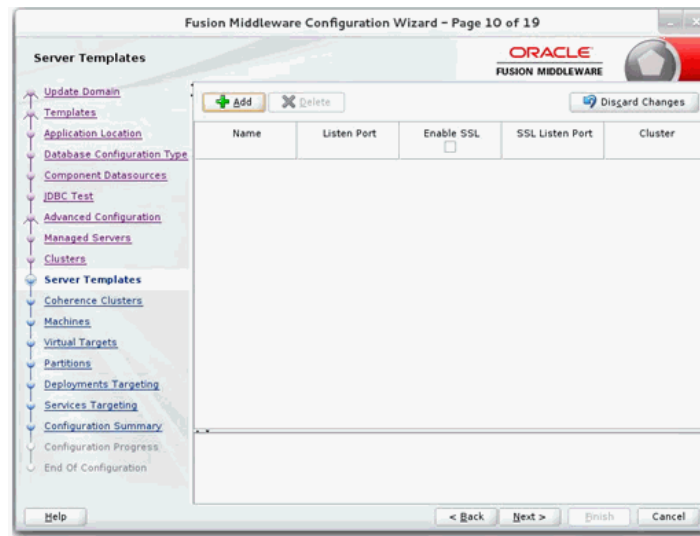 Fusion Middleware Configuration Wizard - Page 10 of 19
Server Templates
ORACLE
FUSION MIDDLEWARE
Update Domain
Templates
Application Location
Database Configuration Type
Component Datasources
JDBC Test
Advanced Configuration
Managed Servers
Clusters
Server Templates
Coherence Clusters
Machines
Virtual Targets
Partitions
Deployments Targeting
Services Targeting
Configuration Summary
Configuration Progress
End Of Configuration
Add Delete Discard Changes
Name Listen Port Enable SSL SSL Listen Port Cluster
Help < Back Next > Finish Cancel